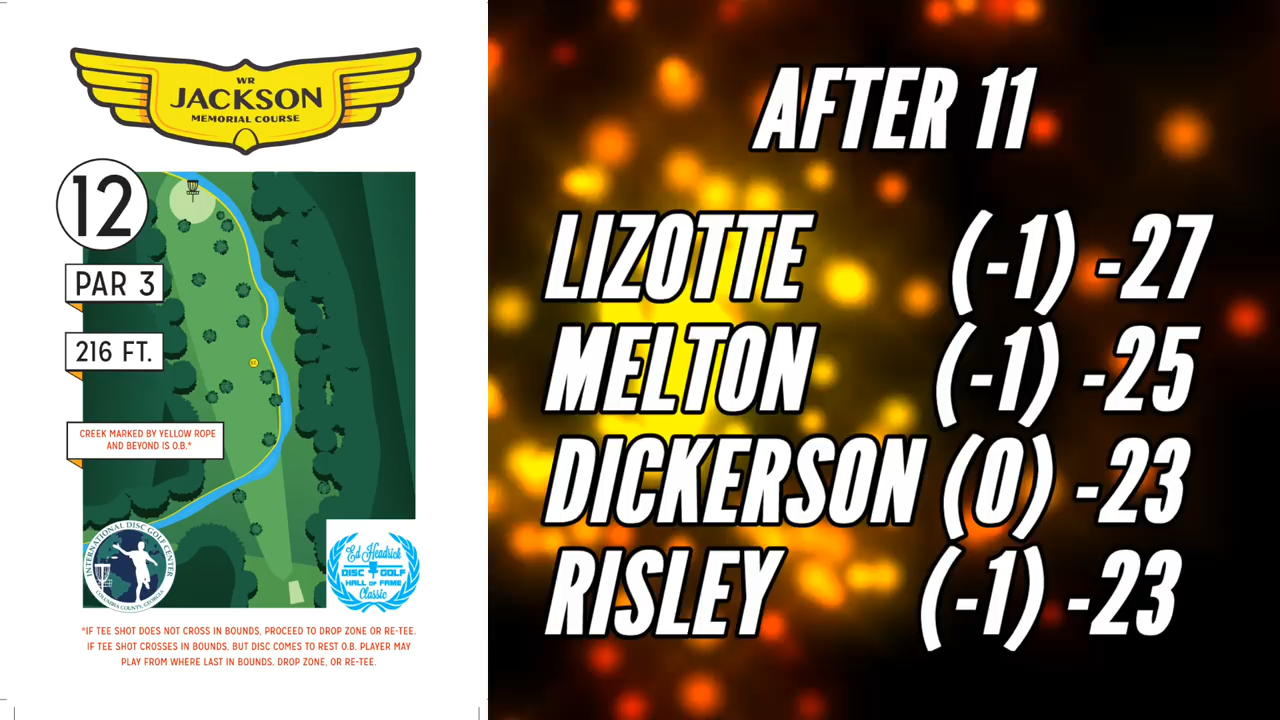 WR
JACKSON
MEMORIAL COURSE
12
PAR 3
216 FT.
CREEK MARKED BY YELLOW ROPE
AND BEYOND IS O.B.*
INTERNATIONAL DISC GOLF CENTER
COLUMBIA COUNTY, GEORGIA
Ed Headrick
DISC GOLF
HALL OF FAME
Classic
*IF TEE SHOT DOES NOT CROSS IN BOUNDS, PROCEED TO DROP ZONE OR RE-TEE.
IF TEE SHOT CROSSES IN BOUNDS, BUT DISC COMES TO REST O.B. PLAYER MAY
PLAY FROM WHERE LAST IN BOUNDS, DROP ZONE, OR RE-TEE.
AFTER 11
LIZOTTE (-1) -27
MELTON (-1) -25
DICKERSON (0) -23
RISLEY (-1) -23